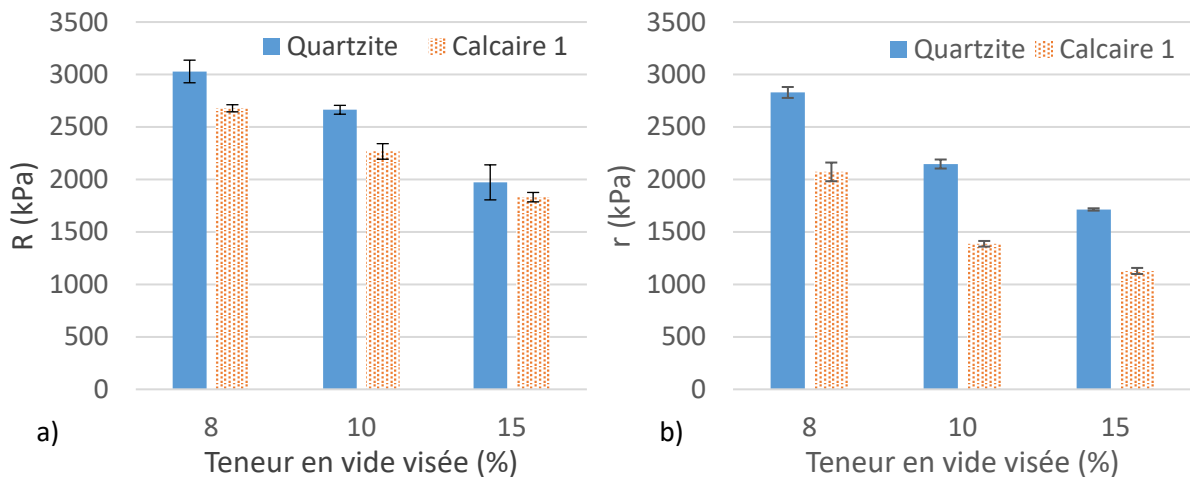 3500
Quartzite
Calcaire 1
3000
2500
2000
1500
1000
500
0
R (kPa)
8
10
15
a)
Teneur en vide visée (%)
3500
Quartzite
Calcaire 1
3000
2500
2000
1500
1000
500
0
r (kPa)
8
10
15
b)
Teneur en vide visée (%)